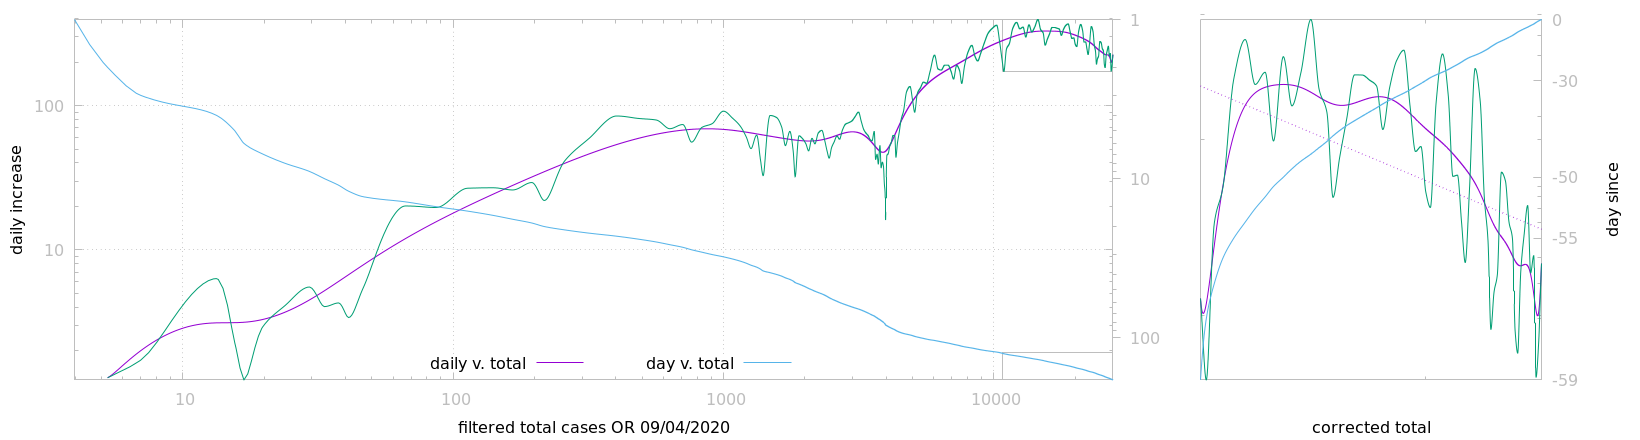 daily increase
100
10
daily v. total
day v. total
10
100
1000
10000
filtered total cases OR 09/04/2020
1
10
100
0
-30
-50
-55
-59
day since
corrected total